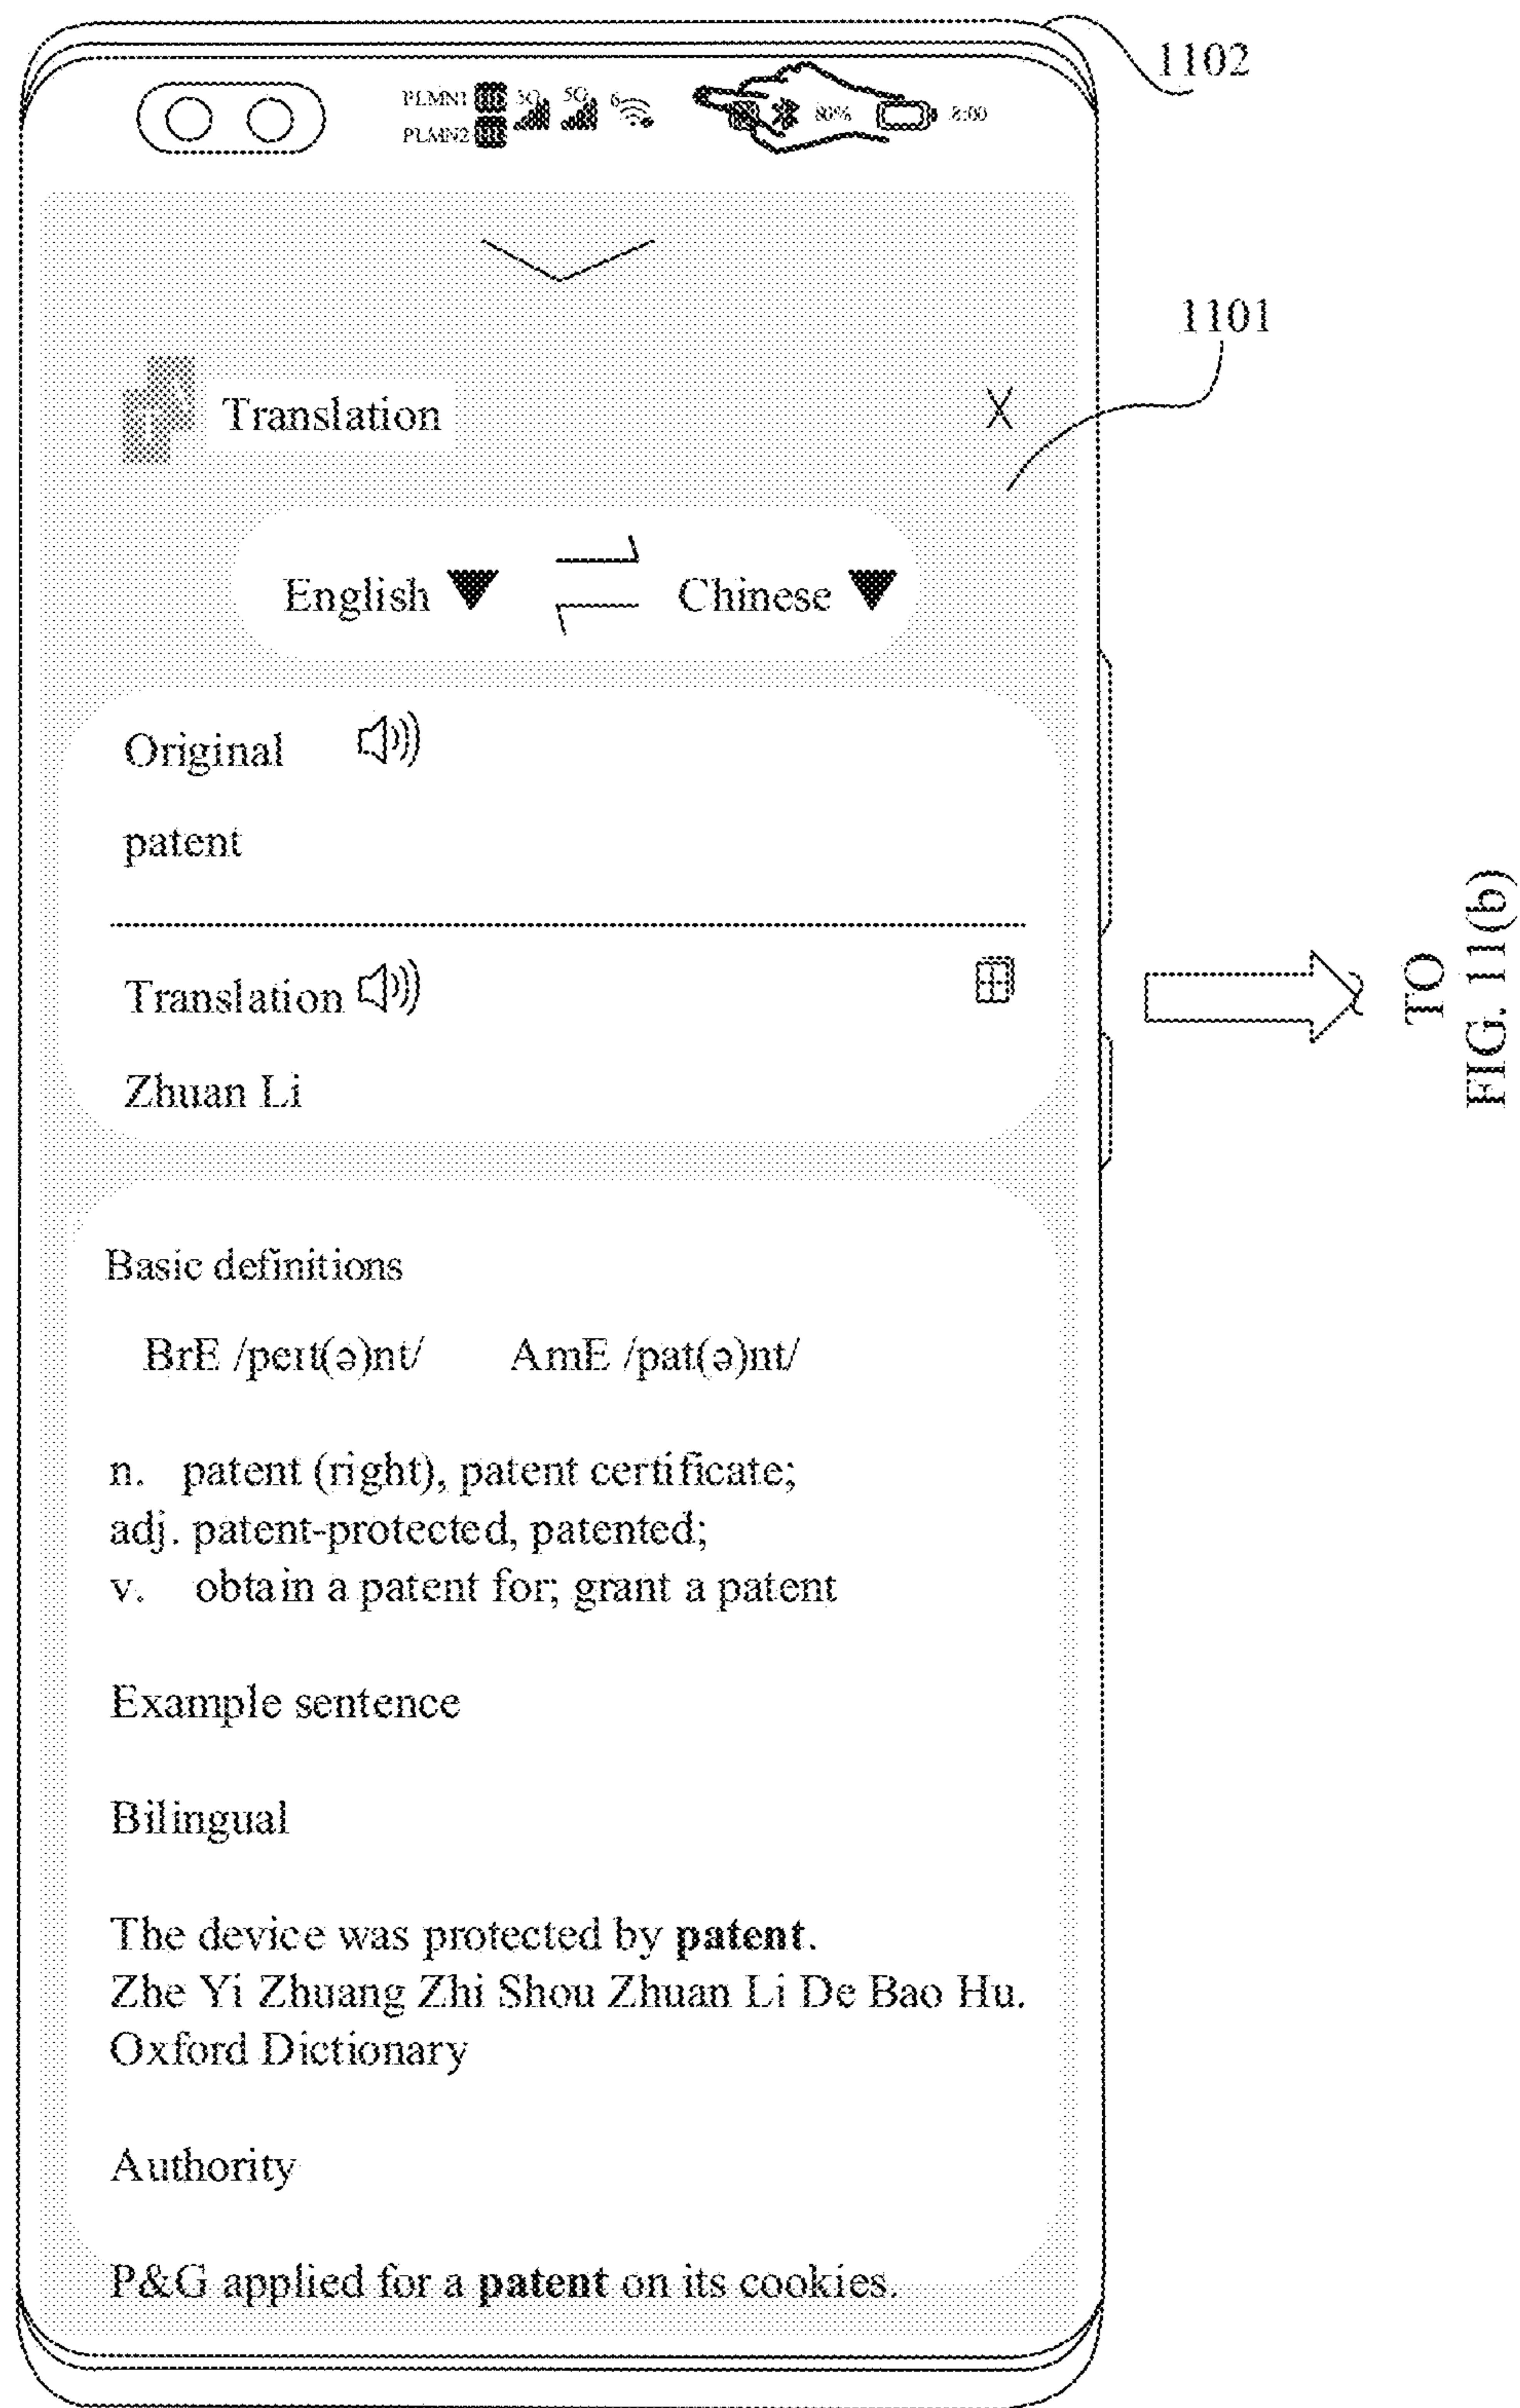 1102
PLMN1 5G 5G 6 80% 8:00
PLMN2
1101
Translation X
English Chinese
Original
patent
Translation
Zhuan Li
TO
FIG. 11(b)
Basic definitions
BrE /peɪt(ə)nt/ AmE /pat(ə)nt/
n. patent (right), patent certificate;
adj. patent-protected, patented;
v. obtain a patent for; grant a patent
Example sentence
Bilingual
The device was protected by patent.
Zhe Yi Zhuang Zhi Shou Zhuan Li De Bao Hu.
Oxford Dictionary
Authority
P&G applied for a patent on its cookies.